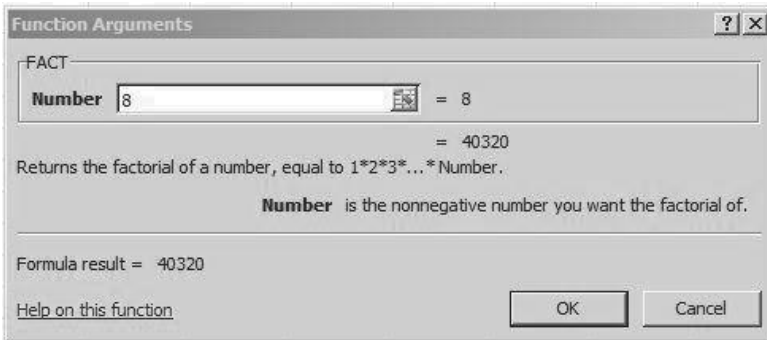 Function Arguments
FACT
Number 8 = 8
= 40320
Returns the factorial of a number, equal to 1*2*3*...* Number.
Number is the nonnegative number you want the factorial of.
Formula result = 40320
Help on this function OK Cancel